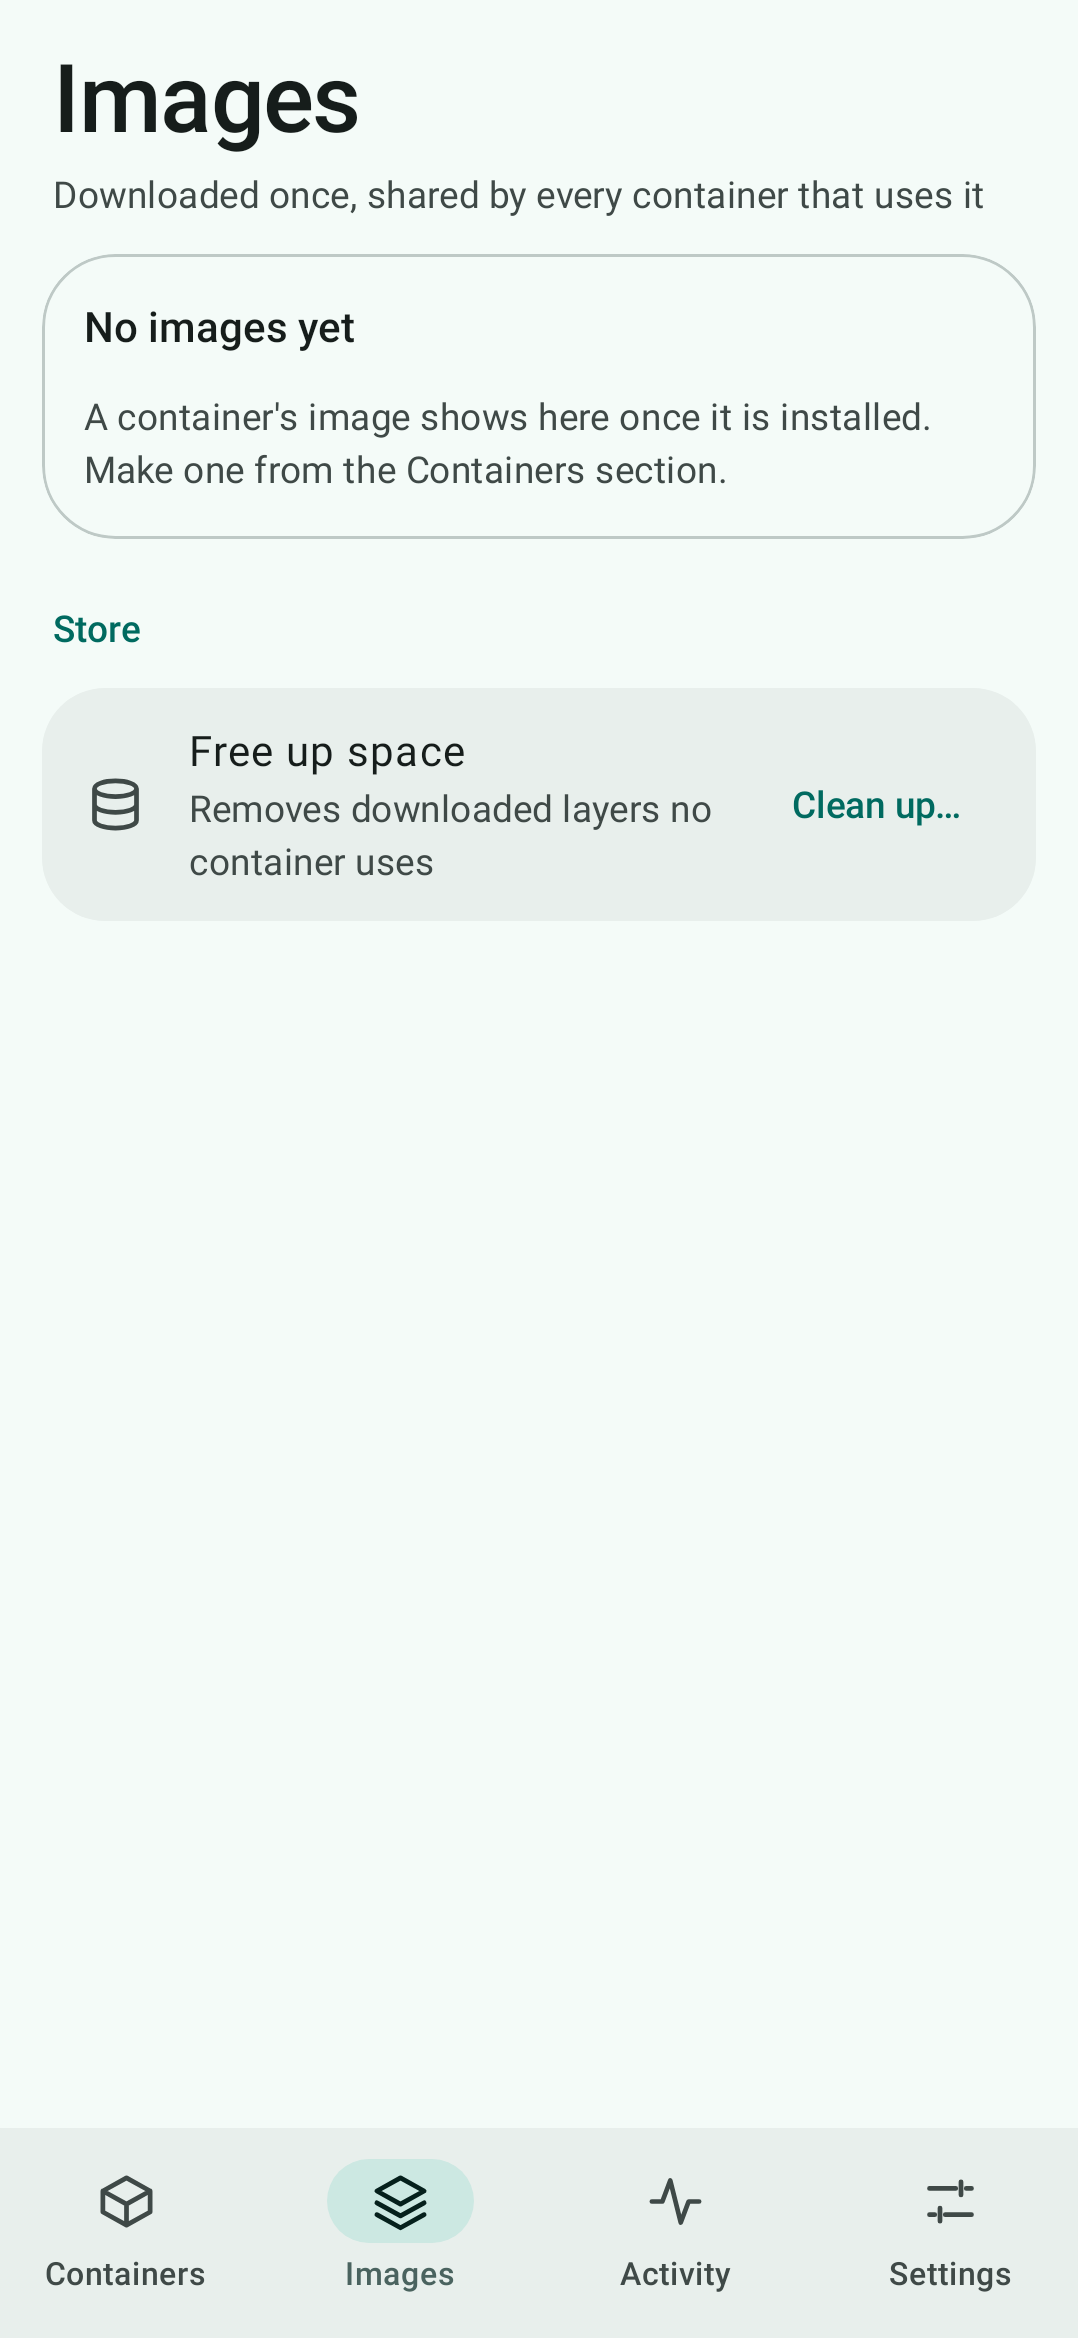 Images
Downloaded once, shared by every container that uses it
No images yet
A container's image shows here once it is installed.
Make one from the Containers section.
Store
Free up space
Removes downloaded layers no
container uses
Clean up…
Containers
Images
Activity
Settings